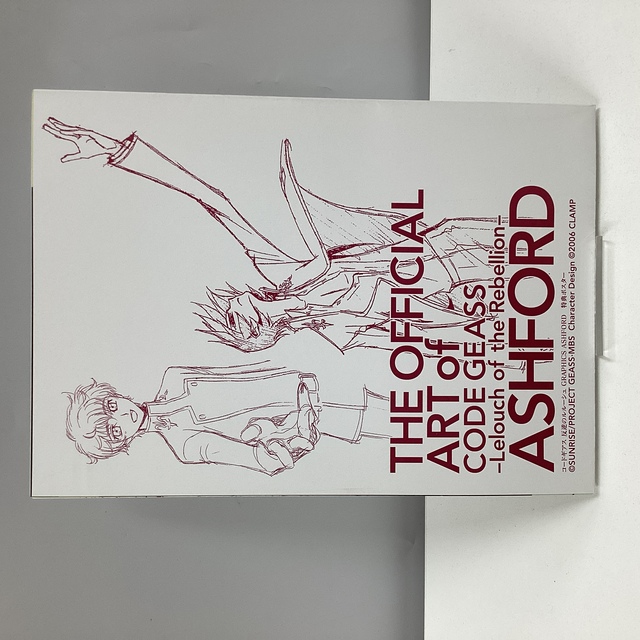 THE OFFICIAL
ART of
CODE GEASS
–Lelouch of the Rebellion–
ASHFORD
コードギアス 反逆のルルーシュ GRAPHICS ASHFORD 特典ポスター
©SUNRISE/PROJECT GEASS･MBS Character Design ©2006 CLAMP